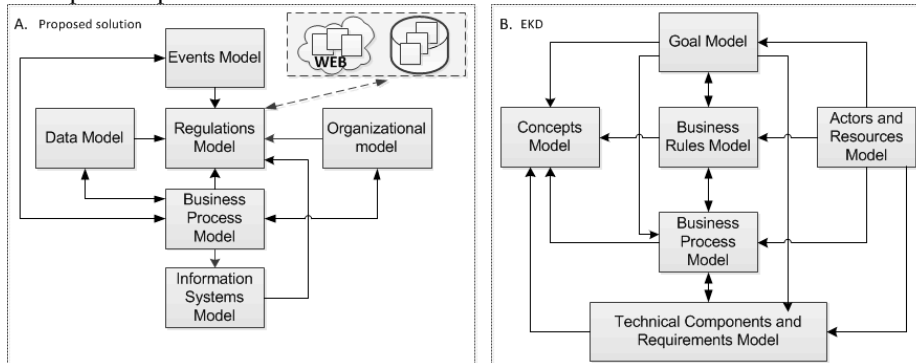 A. Proposed solution
Events Model
WEB
Data Model
Regulations
Model
Organizational
model
Business
Process
Model
Information
Systems
Model
B. EKD
Goal Model
Concepts
Model
Business
Rules Model
Actors and
Resources
Model
Business
Process
Model
Technical Components and
Requirements Model